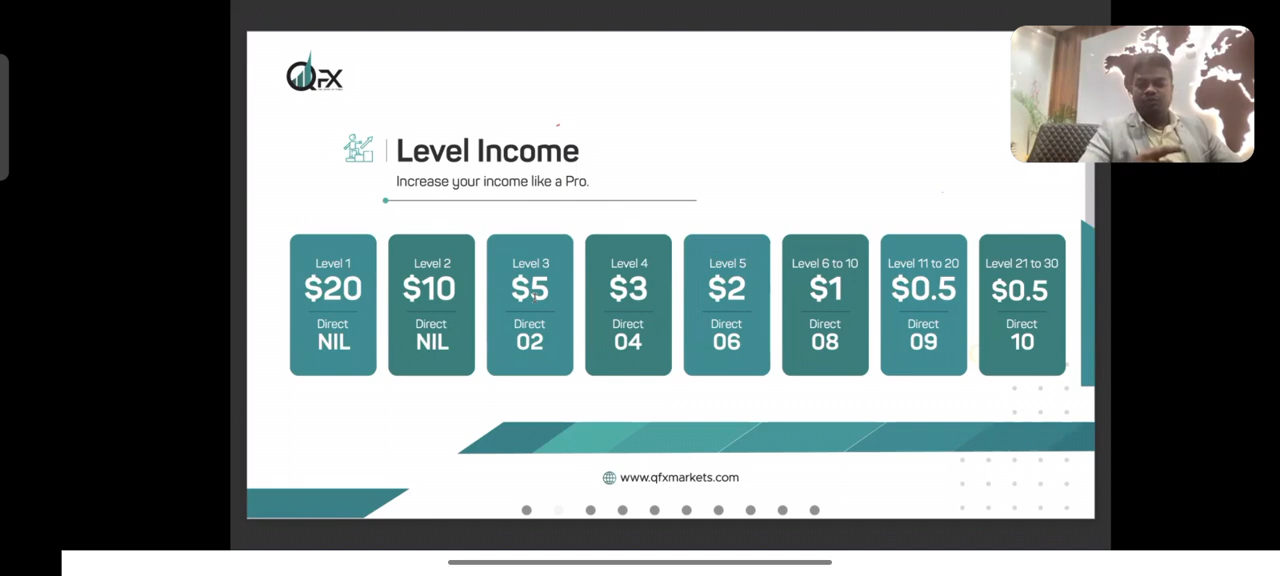 QFX
Level Income
Increase your income like a Pro.
Level 1
$20
Direct
NIL
Level 2
$10
Direct
NIL
Level 3
$5
Direct
02
Level 4
$3
Direct
04
Level 5
$2
Direct
06
Level 6 to 10
$1
Direct
08
Level 11 to 20
$0.5
Direct
09
Level 21 to 30
$0.5
Direct
10
www.qfxmarkets.com